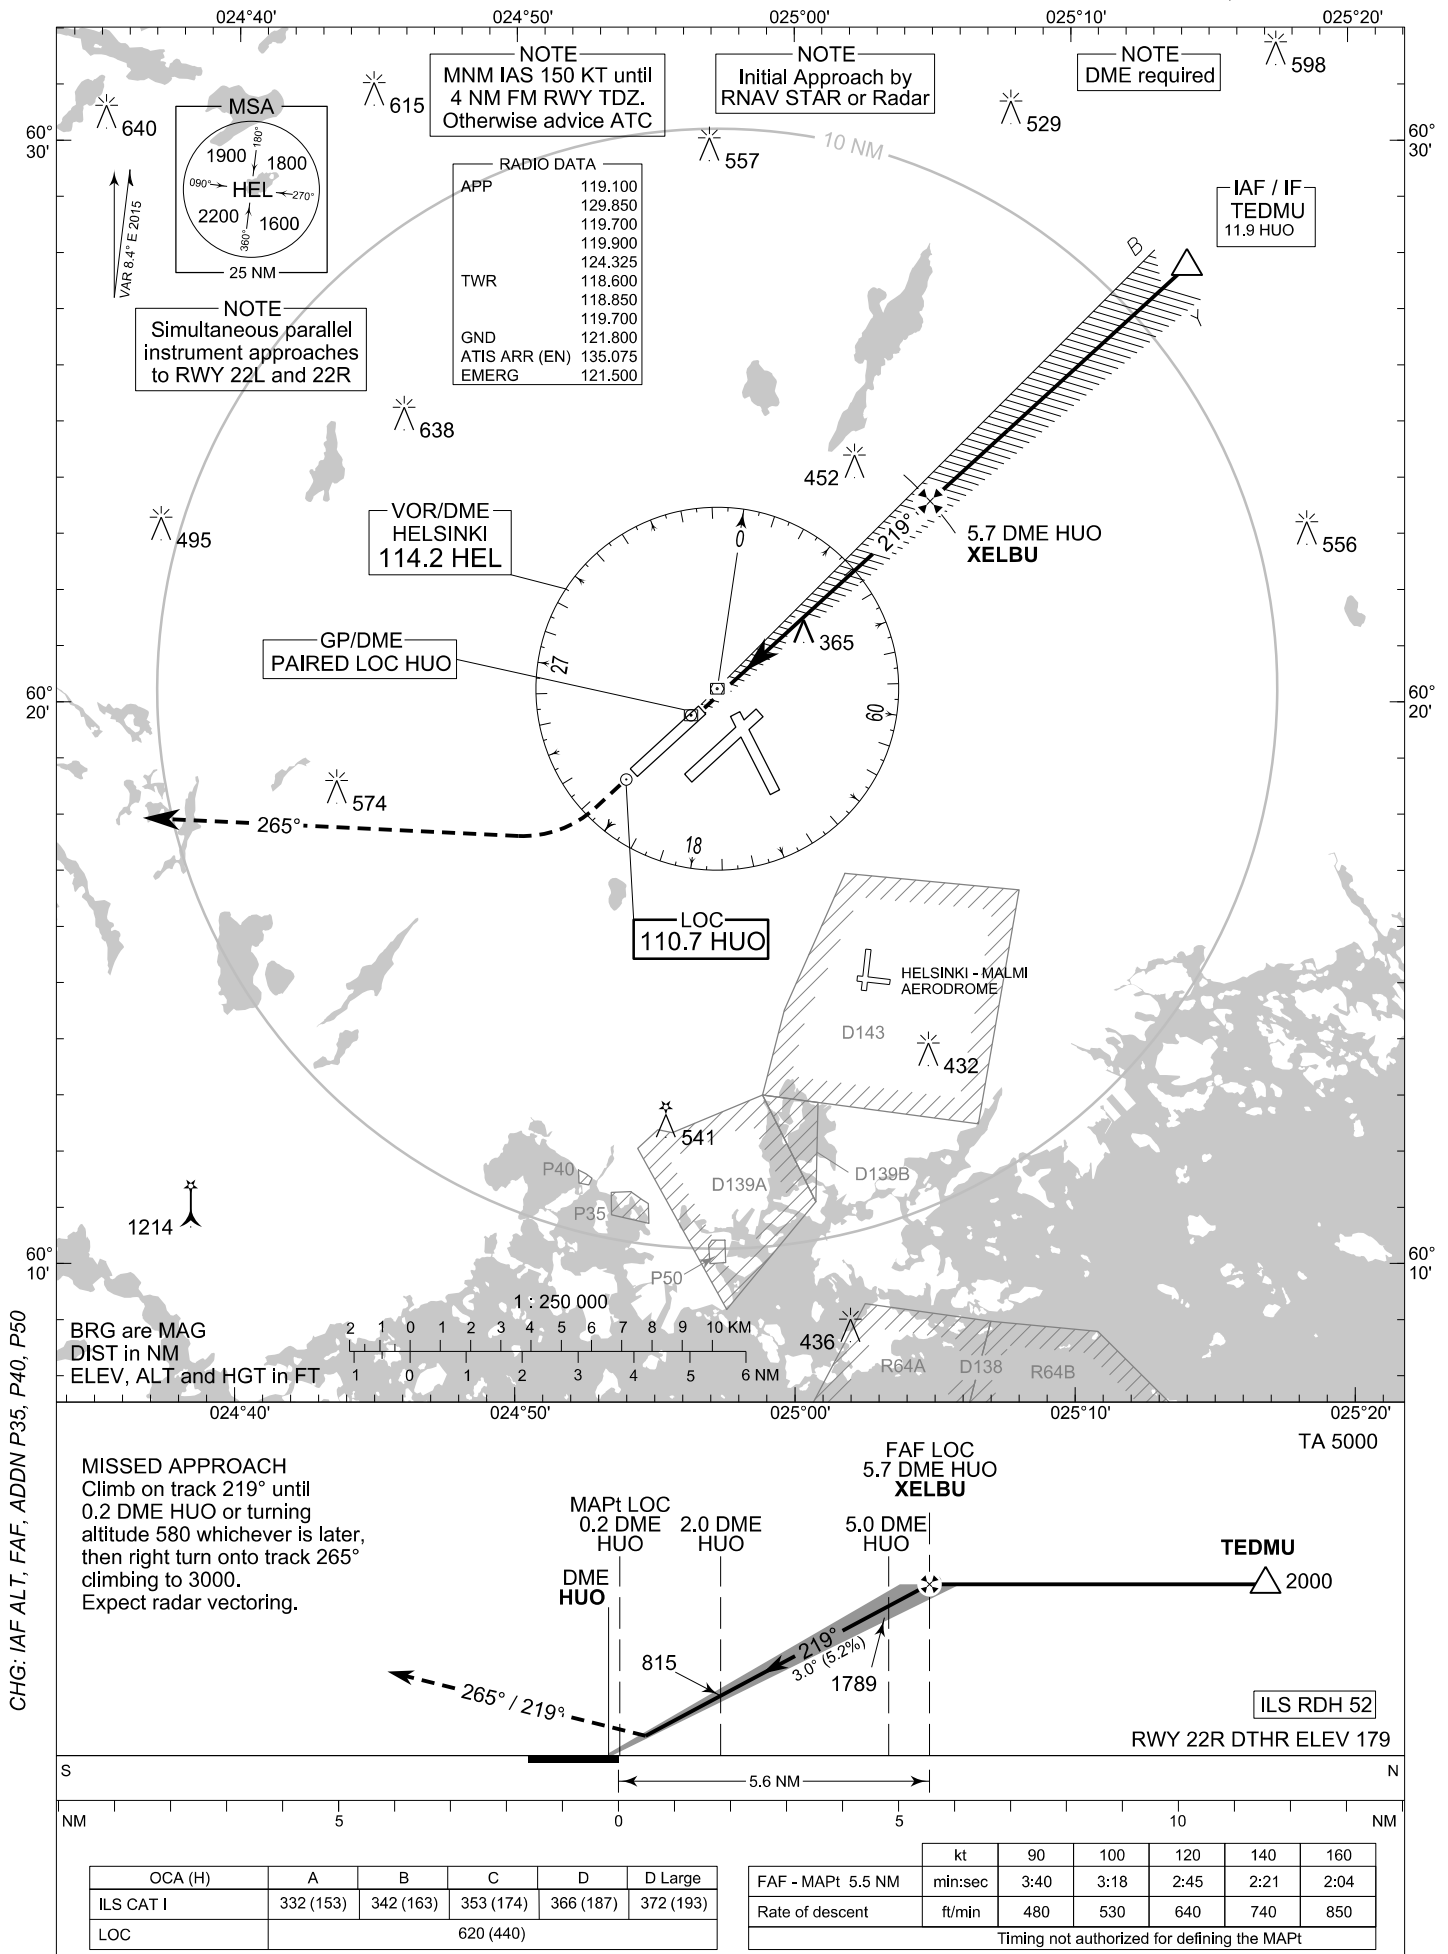 024°40'
024°50'
025°00'
025°10'
025°20'
NOTE
MNM IAS 150 KT until
4 NM FM RWY TDZ.
Otherwise advice ATC
NOTE
Initial Approach by
RNAV STAR or Radar
NOTE
DME required
598
615
640
529
557
60°
30'
60°
30'
MSA
1900
1800
2200
1600
HEL
180°
090°
270°
360°
25 NM
VAR 8.4° E 2015
10 NM
RADIO DATA
APP 119.100
129.850
119.700
119.900
124.325
TWR 118.600
118.850
119.700
GND 121.800
ATIS ARR (EN) 135.075
EMERG 121.500
IAF / IF
TEDMU
11.9 HUO
B
Y
NOTE
Simultaneous parallel
instrument approaches
to RWY 22L and 22R
638
452
495
556
VOR/DME
HELSINKI
114.2 HEL
0
219°
5.7 DME HUO
XELBU
GP/DME
PAIRED LOC HUO
27
365
60
18
60°
20'
60°
20'
574
265°
LOC
110.7 HUO
HELSINKI - MALMI
AERODROME
D143
432
541
P40
D139A
D139B
P35
1214
P50
60°
10'
60°
10'
1 : 250 000
BRG are MAG
DIST in NM
ELEV, ALT and HGT in FT
2 1 0 1 2 3 4 5 6 7 8 9 10 KM
1 0 1 2 3 4 5 6 NM
436
R64A
D138
R64B
024°40'
024°50'
025°00'
025°10'
025°20'
CHG: IAF ALT, FAF, ADDN P35, P40, P50
TA 5000
MISSED APPROACH
Climb on track 219° until
0.2 DME HUO or turning
altitude 580 whichever is later,
then right turn onto track 265°
climbing to 3000.
Expect radar vectoring.
FAF LOC
5.7 DME HUO
XELBU
MAPt LOC
0.2 DME
HUO
2.0 DME
HUO
5.0 DME
HUO
DME
HUO
TEDMU
2000
219°
3.0° (5.2%)
815
1789
265° / 219°
ILS RDH 52
RWY 22R DTHR ELEV 179
S
N
5.6 NM
NM 5 0 5 10 NM
OCA (H) A B C D D Large
ILS CAT I 332 (153) 342 (163) 353 (174) 366 (187) 372 (193)
LOC 620 (440)
kt 90 100 120 140 160
FAF - MAPt 5.5 NM min:sec 3:40 3:18 2:45 2:21 2:04
Rate of descent ft/min 480 530 640 740 850
Timing not authorized for defining the MAPt